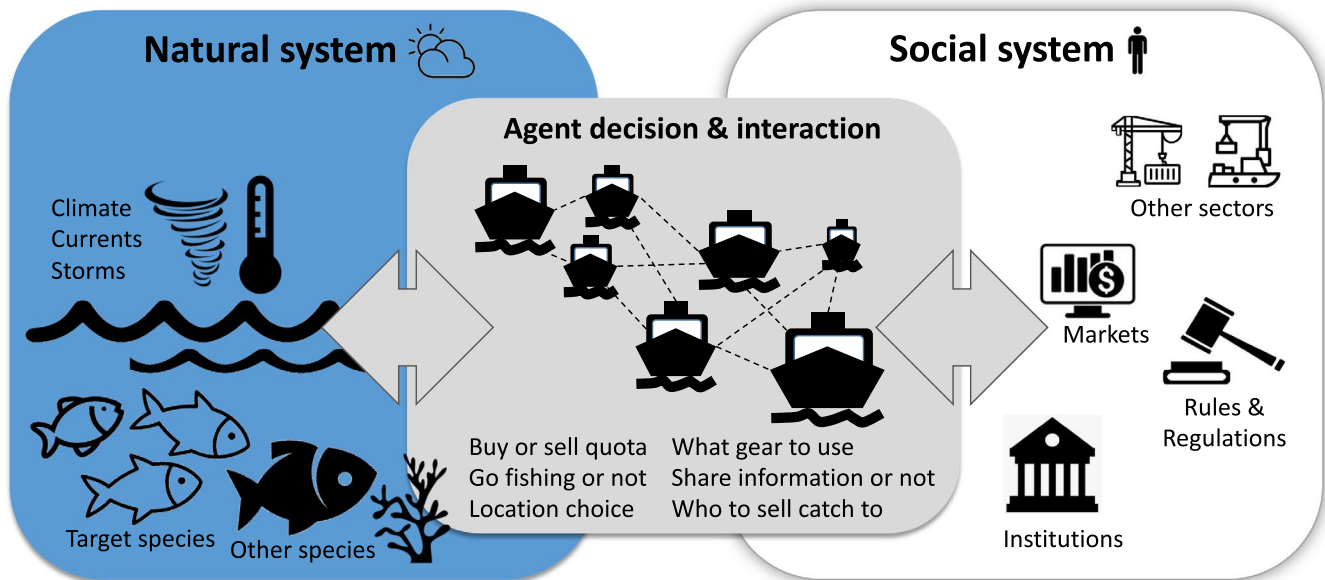 Natural system
Social system
Agent decision & interaction
Climate
Currents
Storms
Target species
Other species
Buy or sell quota
Go fishing or not
Location choice
What gear to use
Share information or not
Who to sell catch to
Other sectors
$
Markets
Rules &
Regulations
Institutions